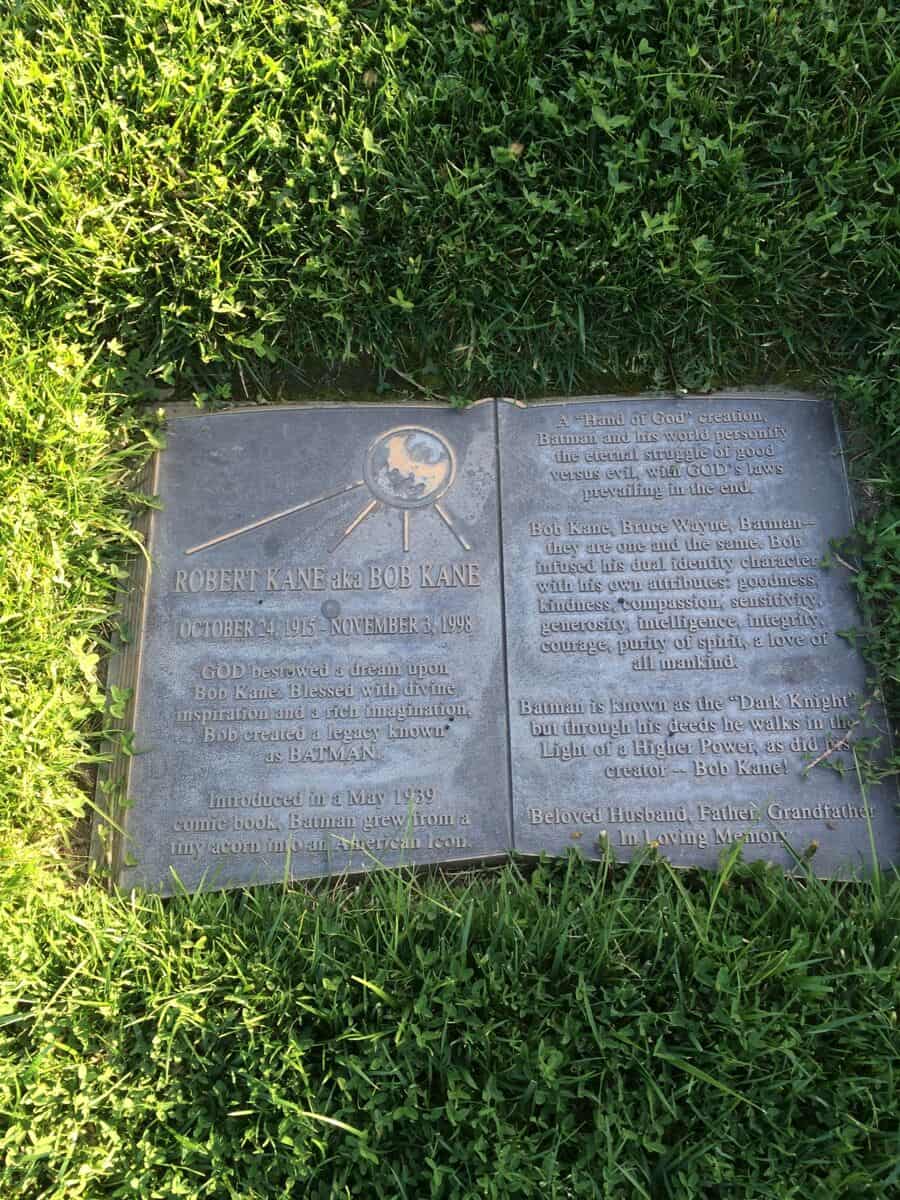 ROBERT KANE aka BOB KANE
OCTOBER 24, 1915 - NOVEMBER 3, 1998
GOD bestowed a dream upon
Bob Kane. Blessed with divine
inspiration and a rich imagination,
Bob created a legacy known
as BATMAN.
Introduced in a May 1939
comic book, Batman grew from a
tiny acorn into an American icon.
A "Hand of God" creation,
Batman and his world personify
the eternal struggle of good
versus evil, with GOD's laws
prevailing in the end.
Bob Kane, Bruce Wayne, Batman—
they are one and the same. Bob
infused his dual identity character
with his own attributes: goodness,
kindness, compassion, sensitivity,
generosity, intelligence, integrity,
courage, purity of spirit, a love of
all mankind.
Batman is known as the "Dark Knight"
but through his deeds he walks in the
Light of a Higher Power, as did his
creator -- Bob Kane!
Beloved Husband, Father, Grandfather
In Loving Memory